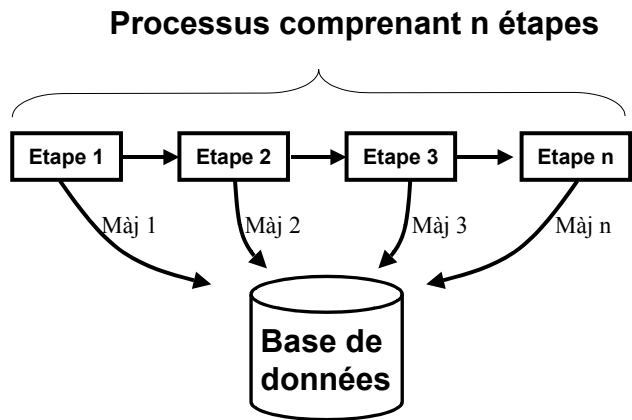 Processus comprenant n étapes
Etape 1
Etape 2
Etape 3
Etape n
Màj 1
Màj 2
Màj 3
Màj n
Base de
données